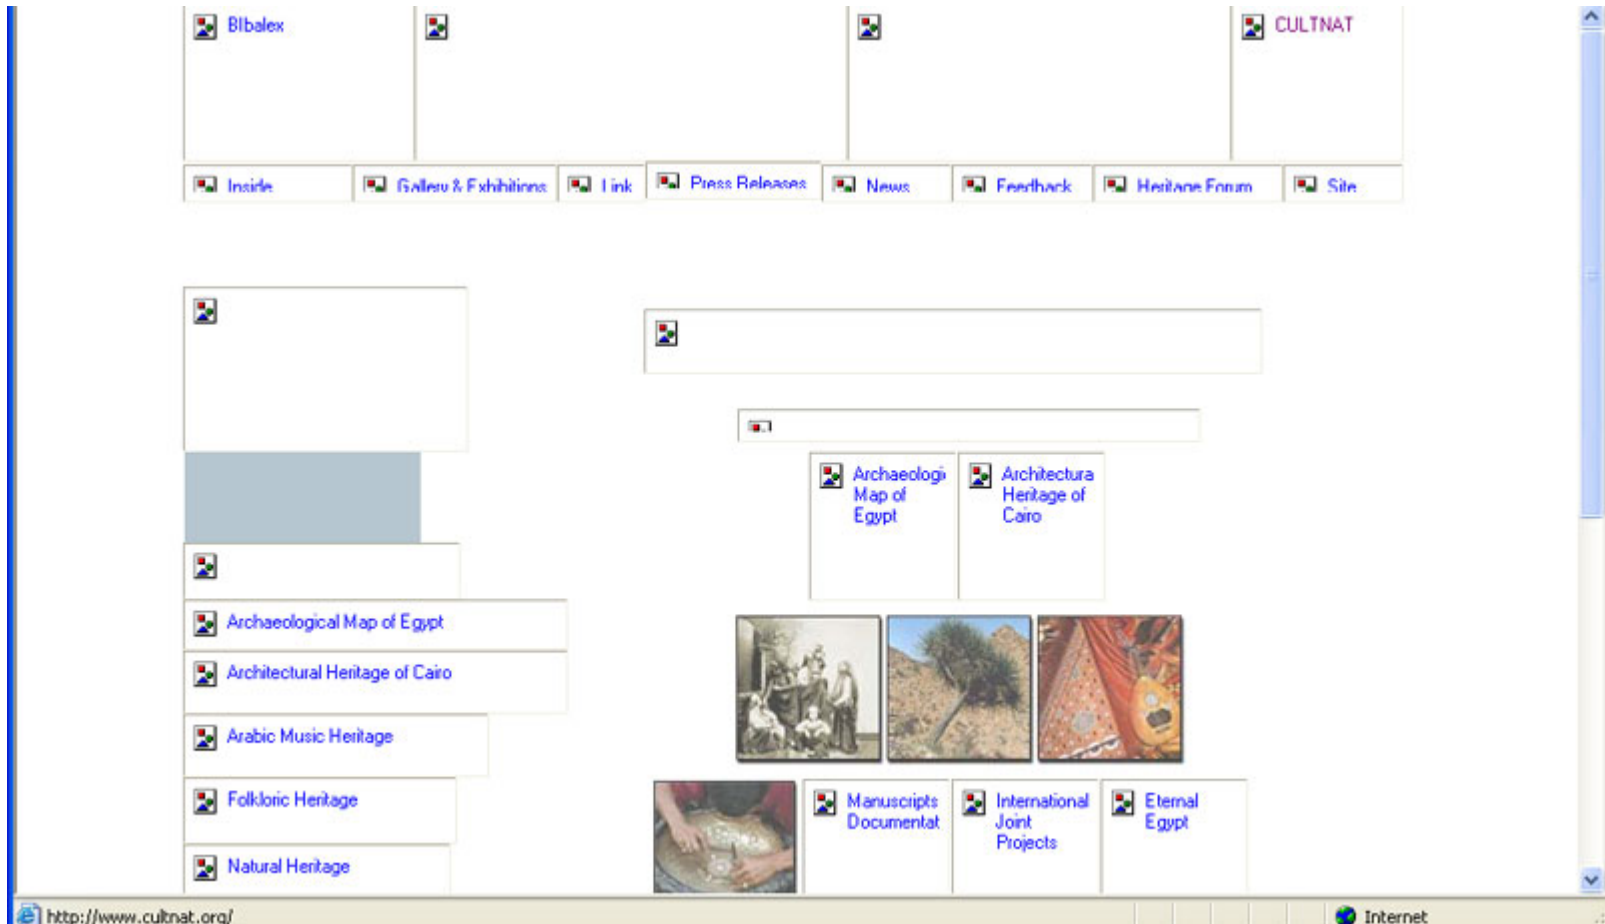 BIbalex
CULTNAT
Inside
Gallery & Exhibitions
Link
Press Releases
News
Feedback
Heritage Forum
Site
Archaeologi
Map of
Egypt
Architectura
Heritage of
Cairo
Archaeological Map of Egypt
Architectural Heritage of Cairo
Arabic Music Heritage
Folkloric Heritage
Natural Heritage
Manuscripts
Documentat
International
Joint
Projects
Eternal
Egypt
http://www.cultnat.org/
Internet